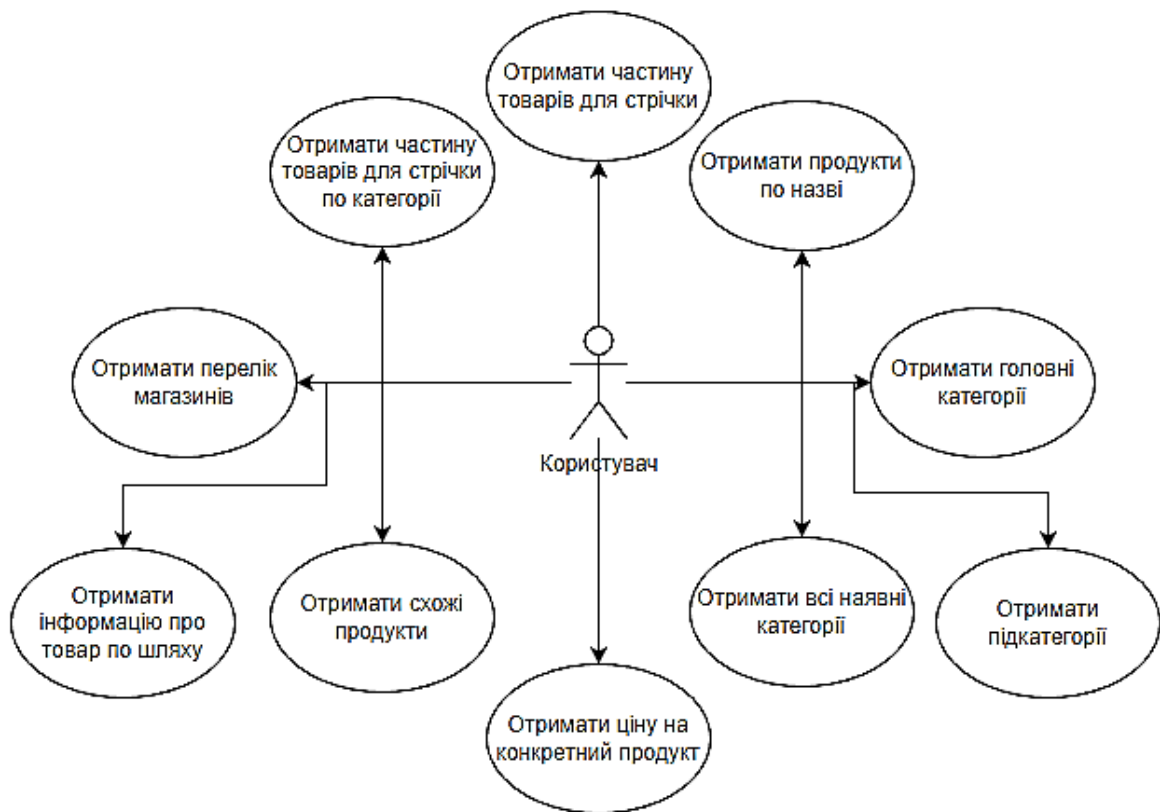 Отримати частину
товарів для стрічки
Отримати частину
товарів для стрічки
по категорії
Отримати продукти
по назві
Отримати перелік
магазинів
Отримати головні
категорії
Користувач
Отримати
інформацію про
товар по шляху
Отримати схожі
продукти
Отримати всі наявні
категорії
Отримати
підкатегорії
Отримати ціну на
конкретний продукт